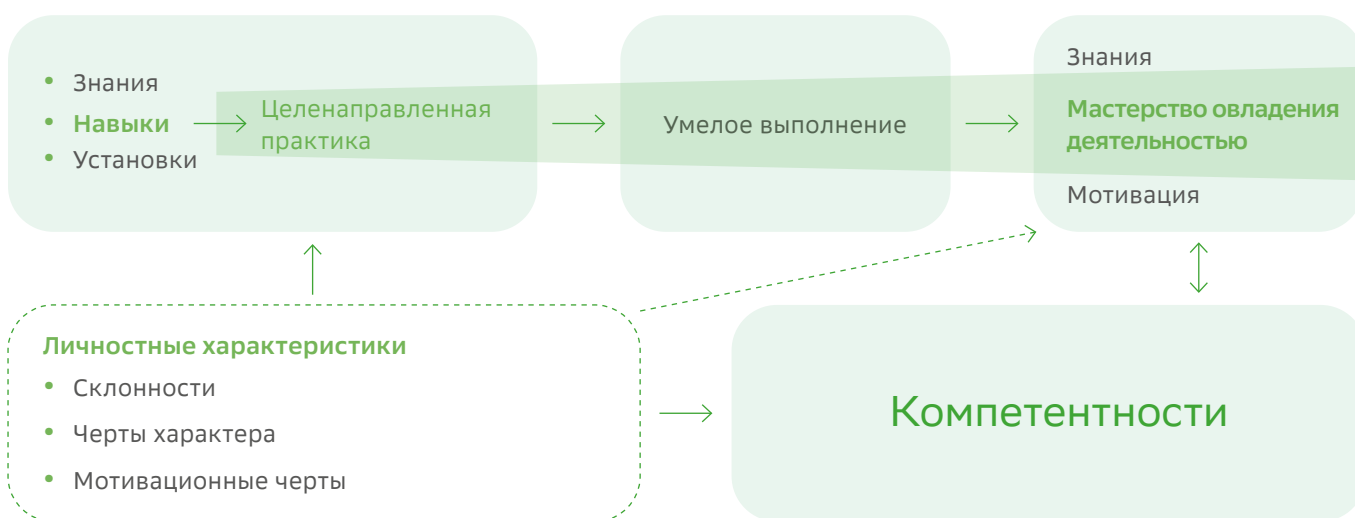 Знания
Навыки
Установки
Целенаправленная
практика
Умелое выполнение
Знания
Мастерство овладения
деятельностью
Мотивация
Личностные характеристики
Склонности
Черты характера
Мотивационные черты
Компетентности